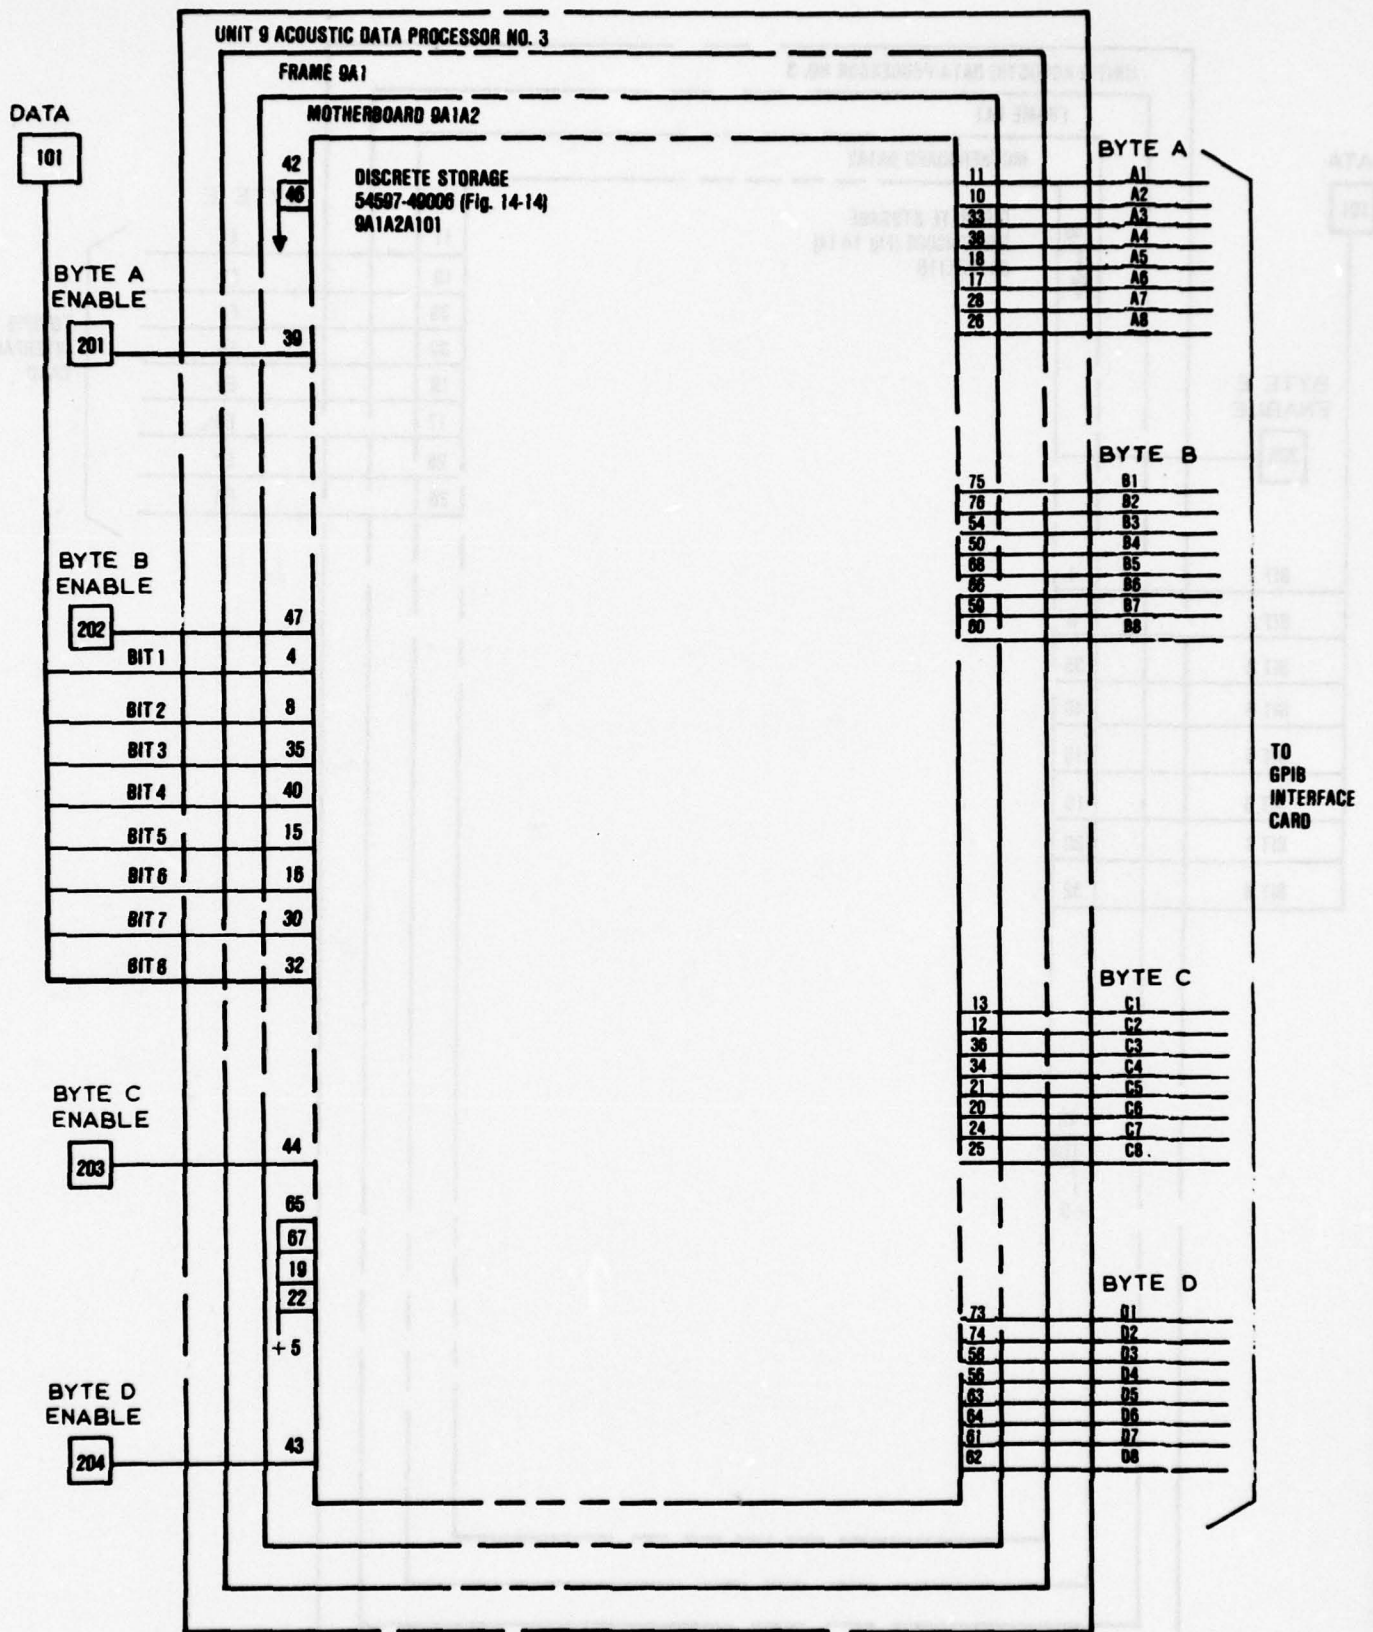 UNIT 9 ACOUSTIC DATA PROCESSOR NO. 3
FRAME 9A1
MOTHERBOARD 9A1A2
DISCRETE STORAGE
54597-49006 (Fig. 14-14)
9A1A2A101
DATA
101
42
46
BYTE A
ENABLE
201
39
BYTE B
ENABLE
202
47
BIT 1 4
BIT 2 8
BIT 3 35
BIT 4 40
BIT 5 15
BIT 6 16
BIT 7 30
BIT 8 32
BYTE C
ENABLE
203
44
65
67
19
22
+ 5
BYTE D
ENABLE
204
43
BYTE A
11 A1
10 A2
33 A3
A4
18 A5
17 A6
28 A7
26 A8
BYTE B
75 B1
76 B2
54 B3
50 B4
68 B5
66 B6
59 B7
60 B8
BYTE C
13 C1
12 C2
36 C3
34 C4
21 C5
20 C6
24 C7
25 C8
BYTE D
73 D1
74 D2
D3
56 D4
63 D5
64 D6
61 D7
62 D8
TO
GPIB
INTERFACE
CARD